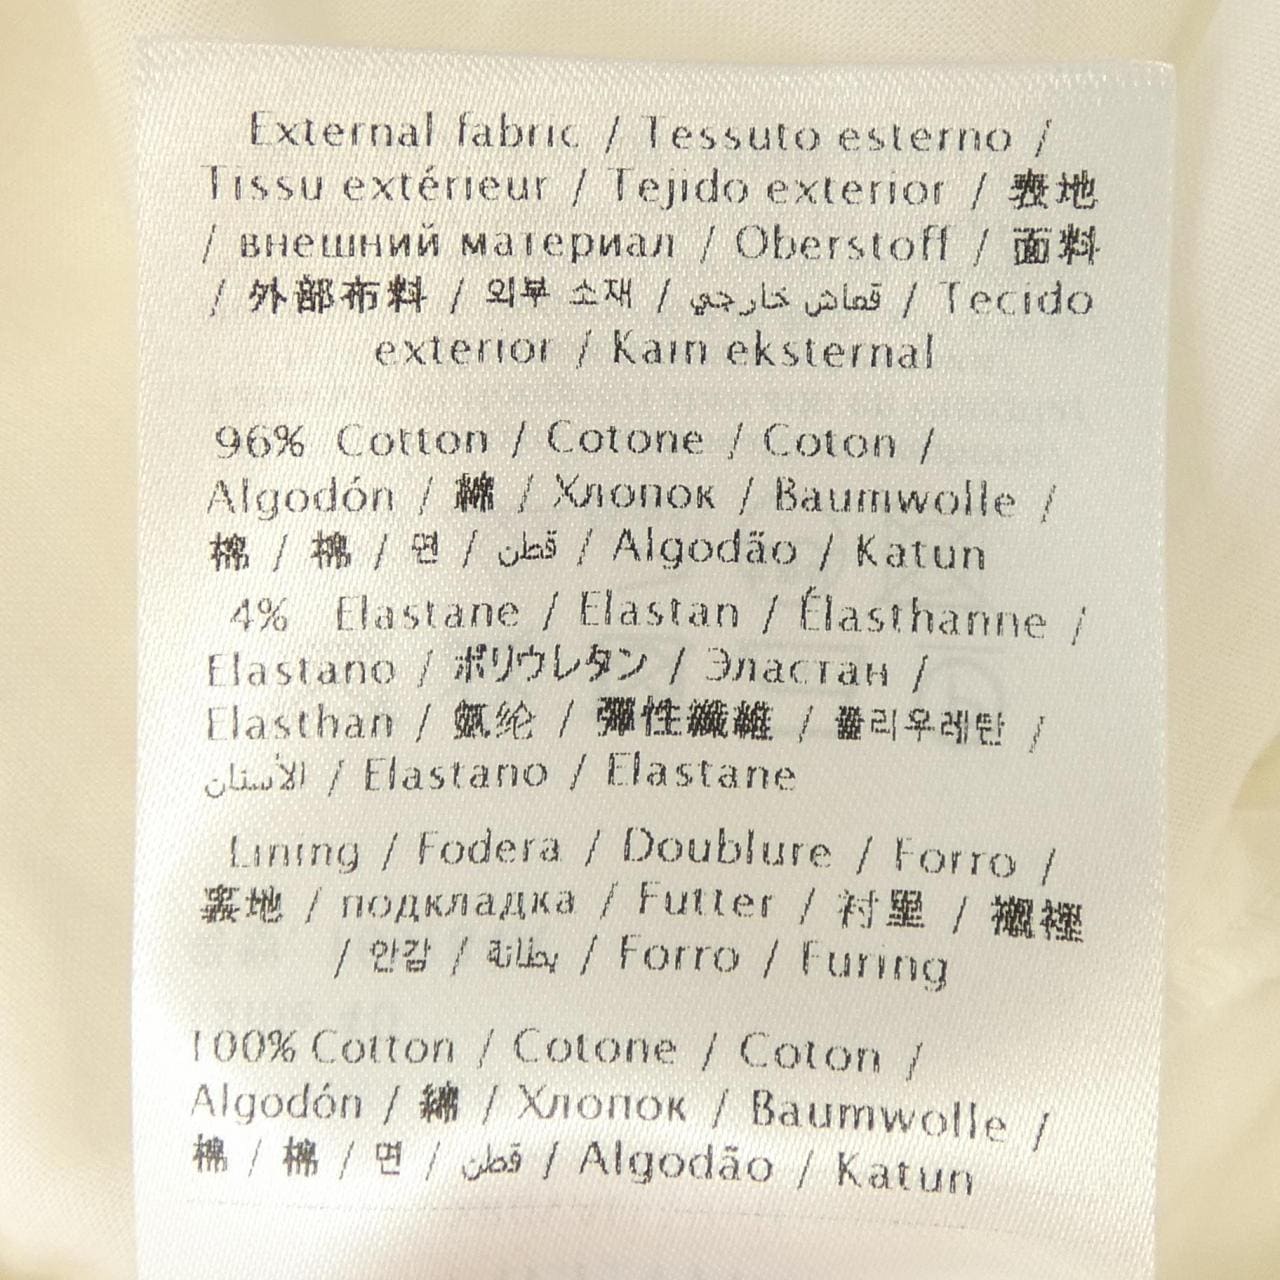 External fabric / Tessuto esterno /
Tissu extérieur / Tejido exterior / 表地
/ внешний материал / Oberstoff / 面料
/ 外部布料 / 외부 소재 / قماش خارجي / Tecido
exterior / Kain eksternal
96% Cotton / Cotone / Coton /
Algodón / 綿 / Хлопок / Baumwolle /
棉 / 棉 / 면 / قطن / Algodão / Katun
4% Elastane / Elastan / Élasthanne /
Elastano / ポリウレタン / Эластан /
Elasthan / 氨纶 / 彈性纖維 / 폴리우레탄 /
الأستان / Elastano / Elastane
Lining / Fodera / Doublure / Forro /
裏地 / подкладка / Futter / 衬里 / 襯裡
/ 안감 / بطانة / Forro / Furing
100% Cotton / Cotone / Coton /
Algodón / 綿 / Хлопок / Baumwolle /
棉 / 棉 / 면 / قطن / Algodão / Katun